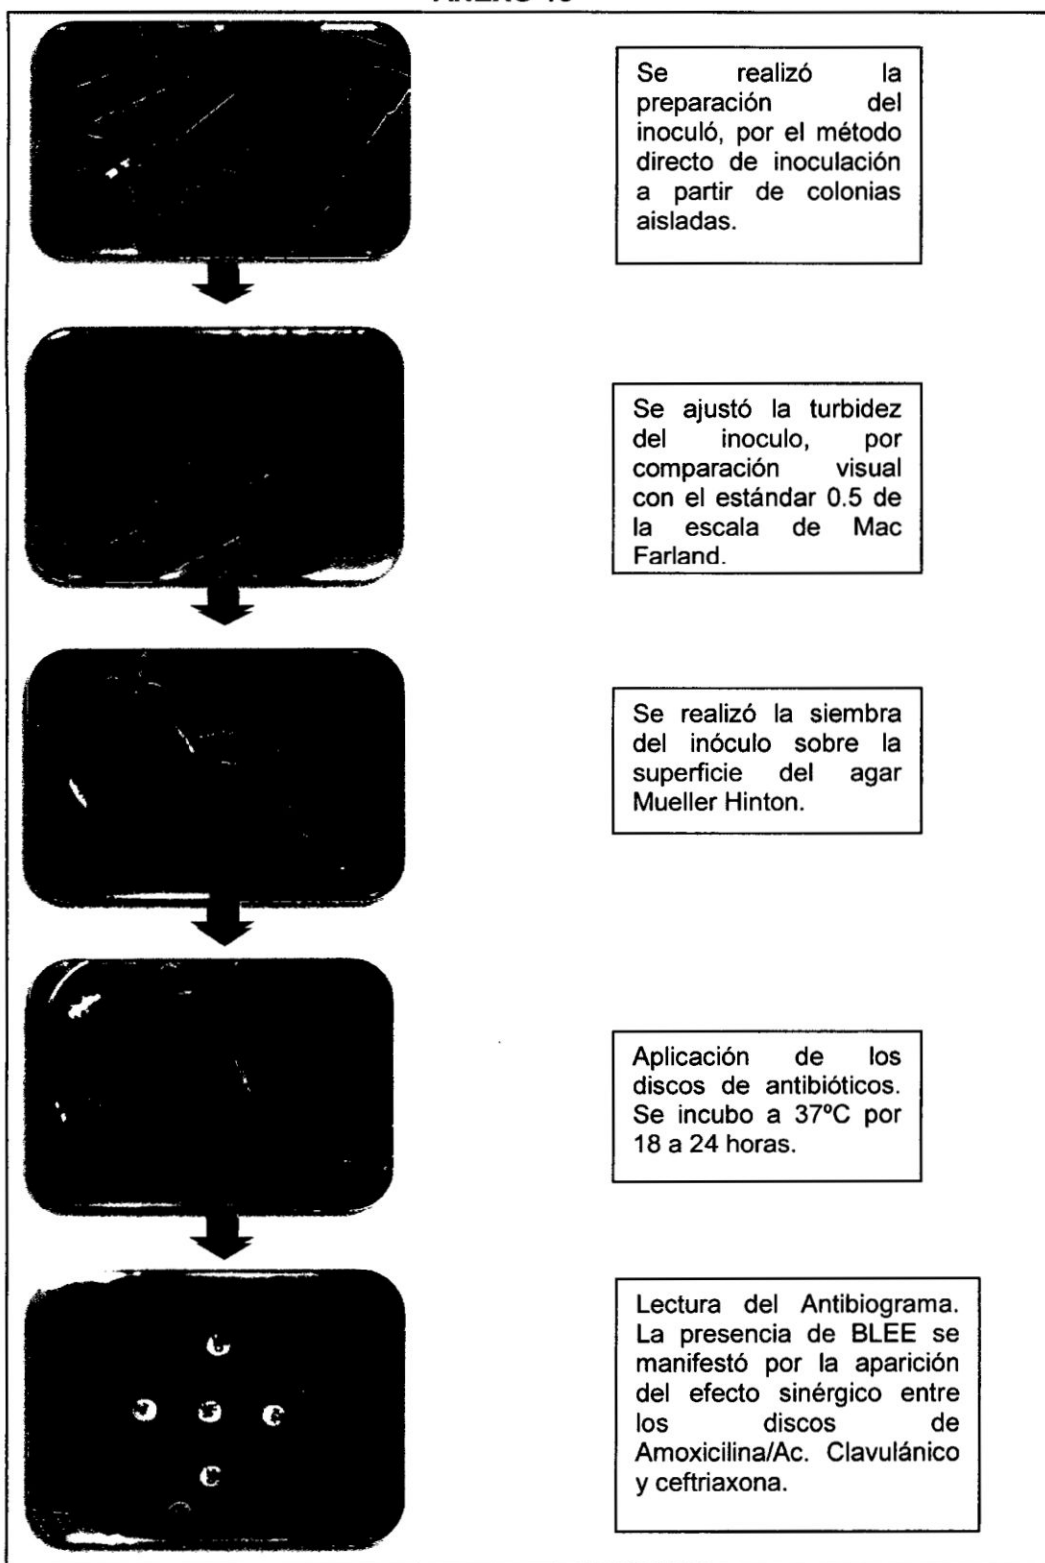 Se realizó la
preparación del
inoculó, por el método
directo de inoculación
a partir de colonias
aisladas.
Se ajustó la turbidez
del inoculo, por
comparación visual
con el estándar 0.5 de
la escala de Mac
Farland.
Se realizó la siembra
del inóculo sobre la
superficie del agar
Mueller Hinton.
Aplicación de los
discos de antibióticos.
Se incubo a 37ºC por
18 a 24 horas.
Lectura del Antibiograma.
La presencia de BLEE se
manifestó por la aparición
del efecto sinérgico entre
los discos de
Amoxicilina/Ac. Clavulánico
y ceftriaxona.